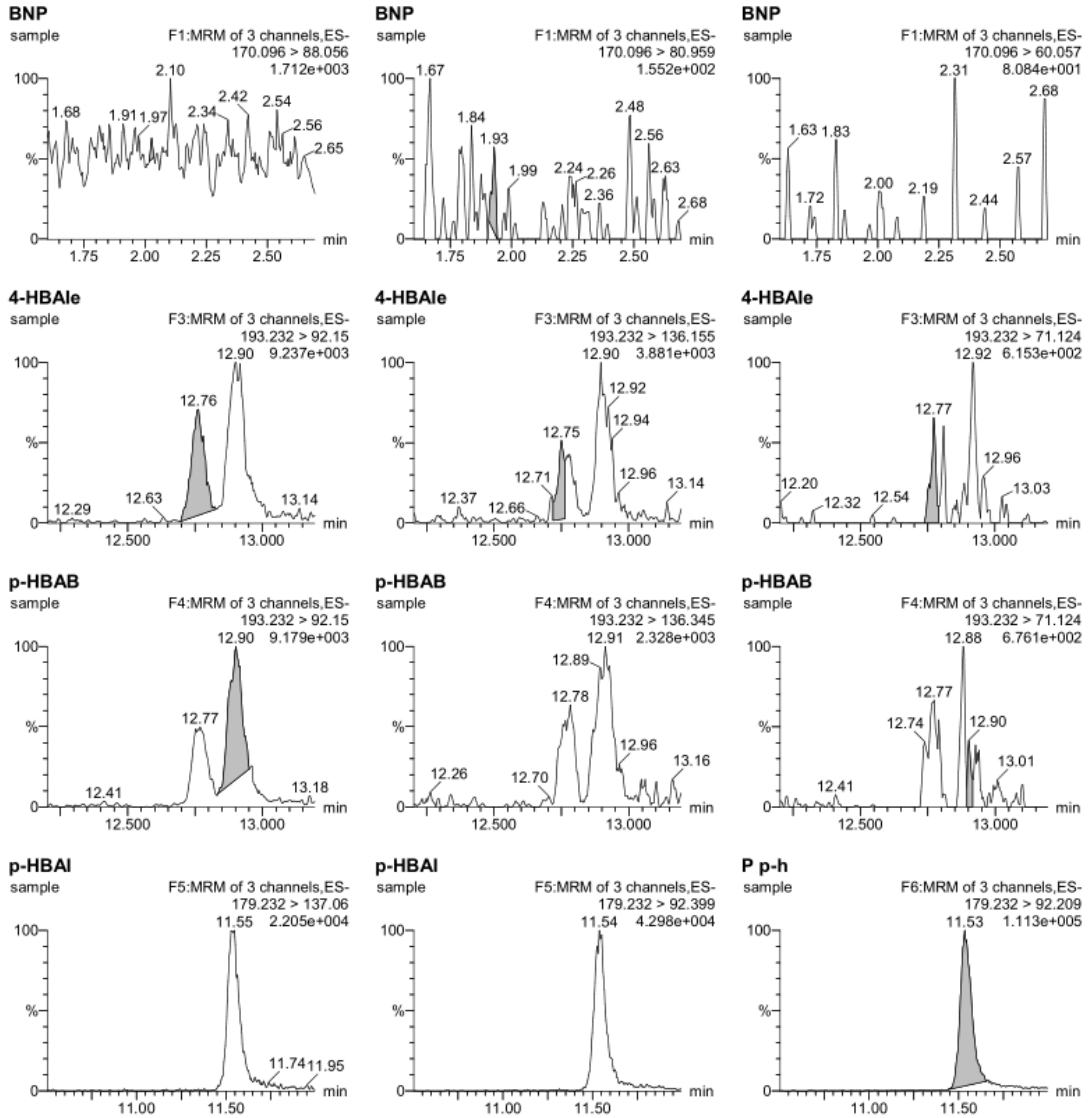 BNP
sample F1:MRM of 3 channels,ES-
170.096 > 88.056
1.712e+003
100
2.10
1.68
1.91
1.97
2.34
2.42
2.54
2.56
2.65
%
0
1.75 2.00 2.25 2.50 min
BNP
sample F1:MRM of 3 channels,ES-
170.096 > 80.959
1.552e+002
1.67
100
1.84
1.93
1.99
2.24
2.26
2.36
2.48
2.56
2.63
2.68
%
0
1.75 2.00 2.25 2.50 min
BNP
sample F1:MRM of 3 channels,ES-
170.096 > 60.057
8.084e+001
2.31
100
2.68
1.63
1.83
1.72
2.00
2.19
2.44
2.57
%
0
1.75 2.00 2.25 2.50 min
4-HBAle
sample F3:MRM of 3 channels,ES-
193.232 > 92.15
12.90 9.237e+003
100
12.76
%
12.29
12.63
13.14
0
12.500 13.000 min
4-HBAle
sample F3:MRM of 3 channels,ES-
193.232 > 136.155
12.90 3.881e+003
100
12.92
12.94
12.75
12.71
12.96
13.14
12.37
12.66
%
0
12.500 13.000 min
4-HBAle
sample F3:MRM of 3 channels,ES-
193.232 > 71.124
12.92 6.153e+002
100
12.77
12.96
12.20
12.32
12.54
13.03
%
0
12.500 13.000 min
p-HBAB
sample F4:MRM of 3 channels,ES-
193.232 > 92.15
12.90 9.179e+003
100
12.77
%
12.41
13.18
0
12.500 13.000 min
p-HBAB
sample F4:MRM of 3 channels,ES-
193.232 > 136.345
12.91 2.328e+003
100
12.89
12.78
12.96
12.26
12.70
13.16
%
0
12.500 13.000 min
p-HBAB
sample F4:MRM of 3 channels,ES-
193.232 > 71.124
12.88 6.761e+002
100
12.77
12.74
12.90
13.01
12.41
%
0
12.500 13.000 min
p-HBAl
sample F5:MRM of 3 channels,ES-
179.232 > 137.06
11.55 2.205e+004
100
%
11.74
11.95
0
11.00 11.50 min
p-HBAl
sample F5:MRM of 3 channels,ES-
179.232 > 92.399
11.54 4.298e+004
100
%
0
11.00 11.50 min
P p-h
sample F6:MRM of 3 channels,ES-
179.232 > 92.209
11.53 1.113e+005
100
%
0
11.00 11.50 min